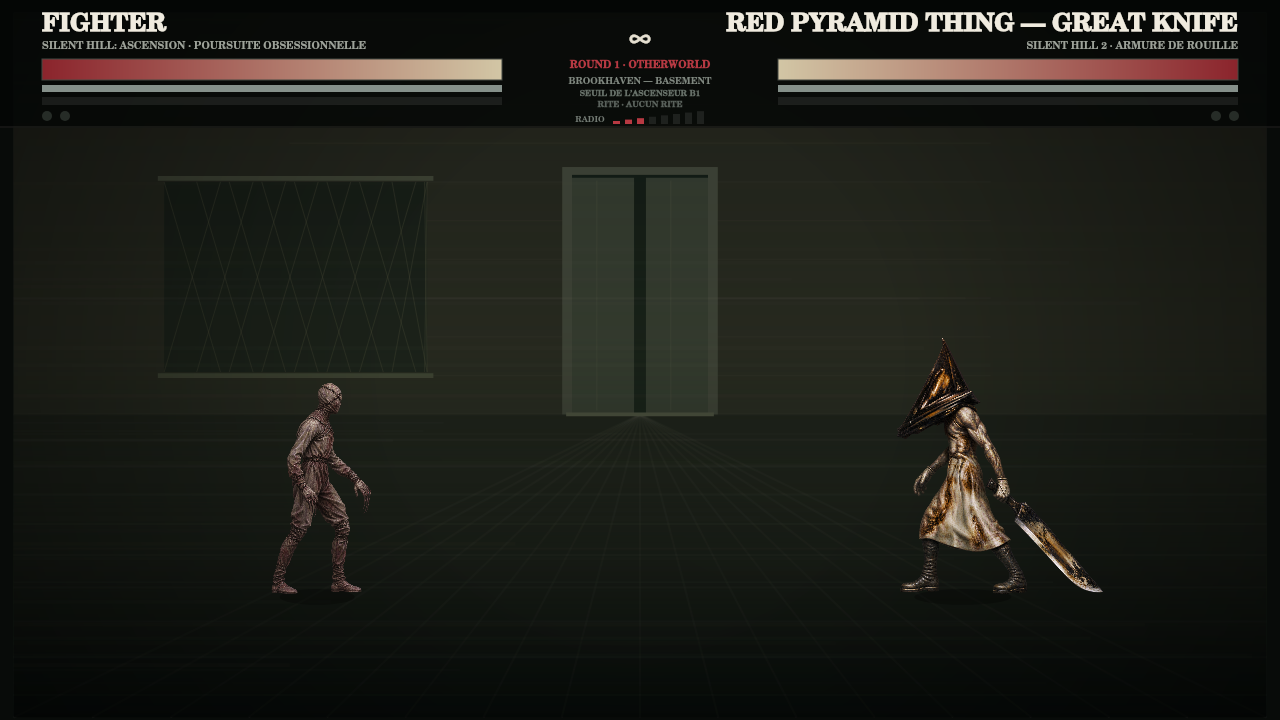 FIGHTER
SILENT HILL: ASCENSION · POURSUITE OBSESSIONNELLE
∞
ROUND 1 · OTHERWORLD
BROOKHAVEN — BASEMENT
SEUIL DE L'ASCENSEUR B1
RITE · AUCUN RITE
RADIO
RED PYRAMID THING — GREAT KNIFE
SILENT HILL 2 · ARMURE DE ROUILLE